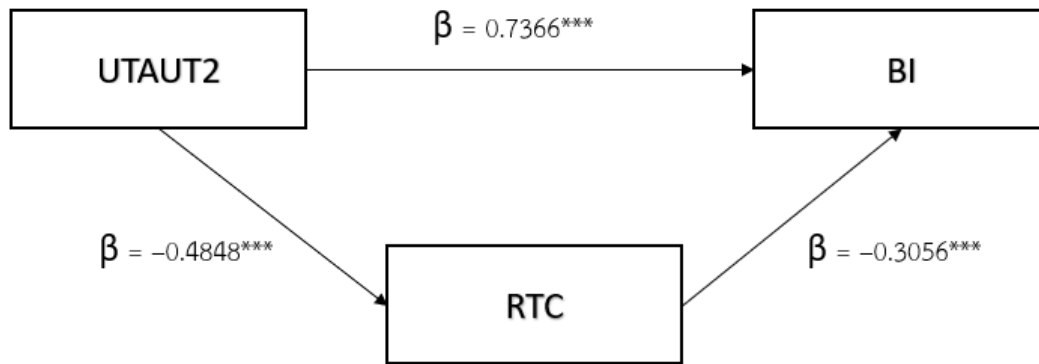 β = 0.7366***
UTAUT2
BI
β = −0.4848***
β = −0.3056***
RTC